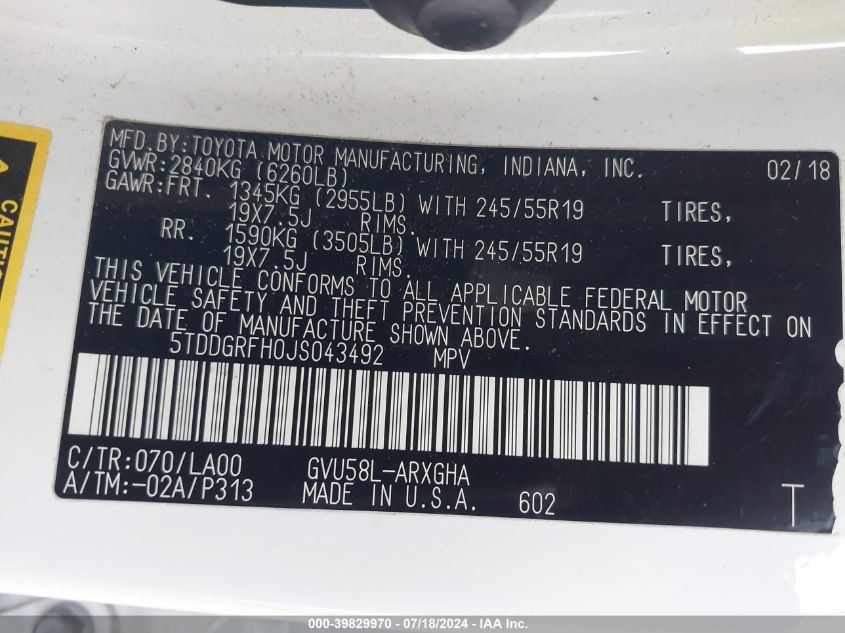 MFD.BY:TOYOTA MOTOR MANUFACTURING, INDIANA, INC. 02/18
GVWR:2840KG (6260LB)
GAWR:FRT. 1345KG (2955LB) WITH 245/55R19 TIRES,
19X7.5J RIMS.
RR. 1590KG (3505LB) WITH 245/55R19 TIRES,
19X7.5J RIMS.
THIS VEHICLE CONFORMS TO ALL APPLICABLE FEDERAL MOTOR
VEHICLE SAFETY AND THEFT PREVENTION STANDARDS IN EFFECT ON
THE DATE OF MANUFACTURE SHOWN ABOVE.
5TDDGRFH0JS043492 MPV
C/TR:070/LA00 GVU58L-ARXGHA
A/TM:-02A/P313 MADE IN U.S.A. 602 T
CAUTION
000-39829970 - 07/18/2024 - IAA Inc.